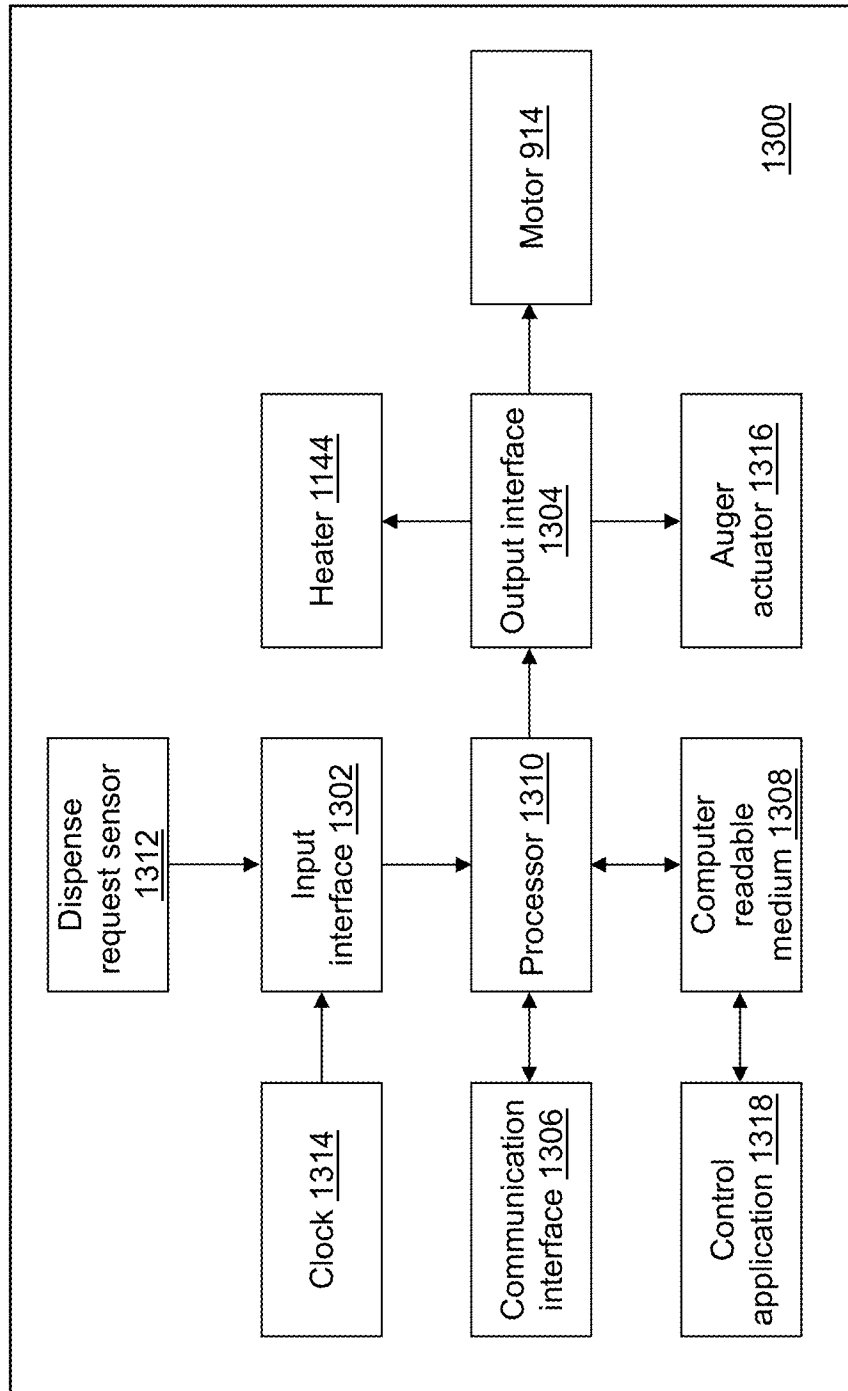 Dispense
request sensor
1312
Clock 1314
Input
interface 1302
Heater 1144
Communication
interface 1306
Processor 1310
Output interface
1304
Motor 914
Control
application 1318
Computer
readable
medium 1308
Auger
actuator 1316
1300